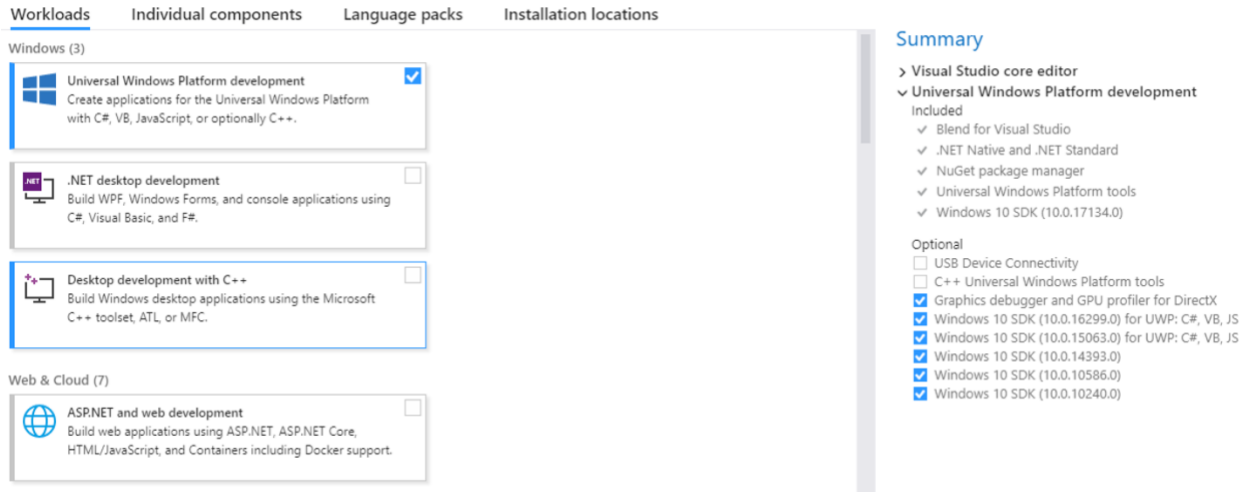 Workloads
Individual components
Language packs
Installation locations
Windows (3)
Universal Windows Platform development
Create applications for the Universal Windows Platform
with C#, VB, JavaScript, or optionally C++.
.NET
.NET desktop development
Build WPF, Windows Forms, and console applications using
C#, Visual Basic, and F#.
Desktop development with C++
Build Windows desktop applications using the Microsoft
C++ toolset, ATL, or MFC.
Web & Cloud (7)
ASP.NET and web development
Build web applications using ASP.NET, ASP.NET Core,
HTML/JavaScript, and Containers including Docker support.
Summary
Visual Studio core editor
Universal Windows Platform development
Included
Blend for Visual Studio
.NET Native and .NET Standard
NuGet package manager
Universal Windows Platform tools
Windows 10 SDK (10.0.17134.0)
Optional
USB Device Connectivity
C++ Universal Windows Platform tools
Graphics debugger and GPU profiler for DirectX
Windows 10 SDK (10.0.16299.0) for UWP: C#, VB, JS
Windows 10 SDK (10.0.15063.0) for UWP: C#, VB, JS
Windows 10 SDK (10.0.14393.0)
Windows 10 SDK (10.0.10586.0)
Windows 10 SDK (10.0.10240.0)